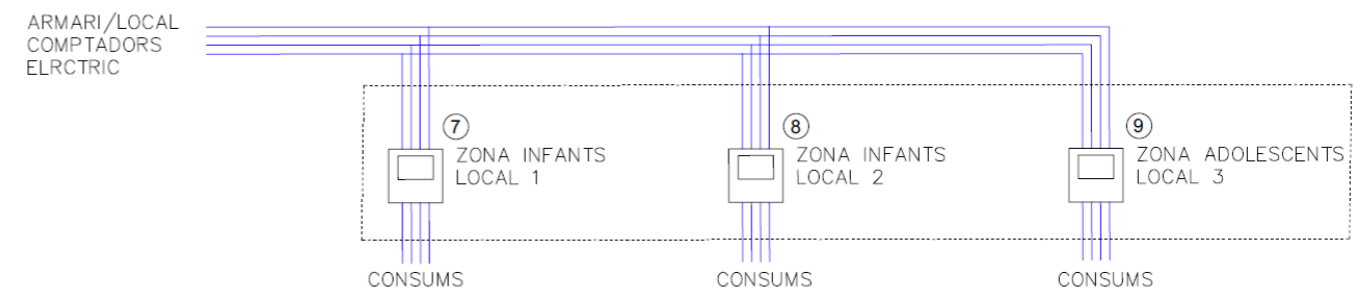 ARMARI/LOCAL
COMPTADORS
ELRCTRIC
7
ZONA INFANTS
LOCAL 1
8
ZONA INFANTS
LOCAL 2
9
ZONA ADOLESCENTS
LOCAL 3
CONSUMS
CONSUMS
CONSUMS